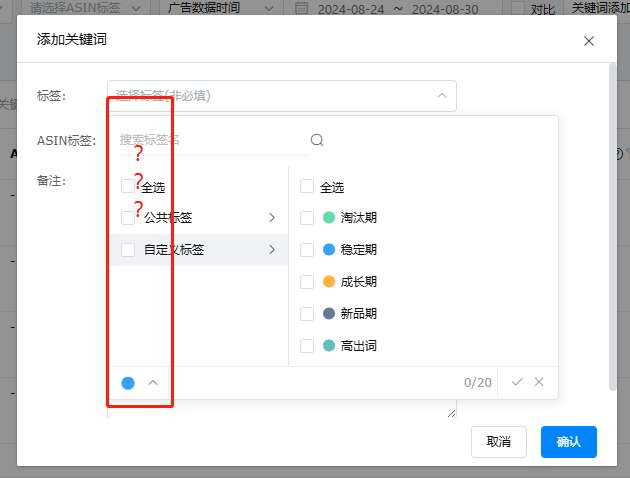 请选择ASIN标签 广告数据时间 2024-08-24 ~ 2024-08-30 对比 关键词添加
添加关键词
标签:
选择标签(非必填)
ASIN标签:
搜索标签名
?
备注:
?
全选
全选
?
公共标签
淘汰期
自定义标签
稳定期
成长期
新品期
高出词
0/20
取消 确认